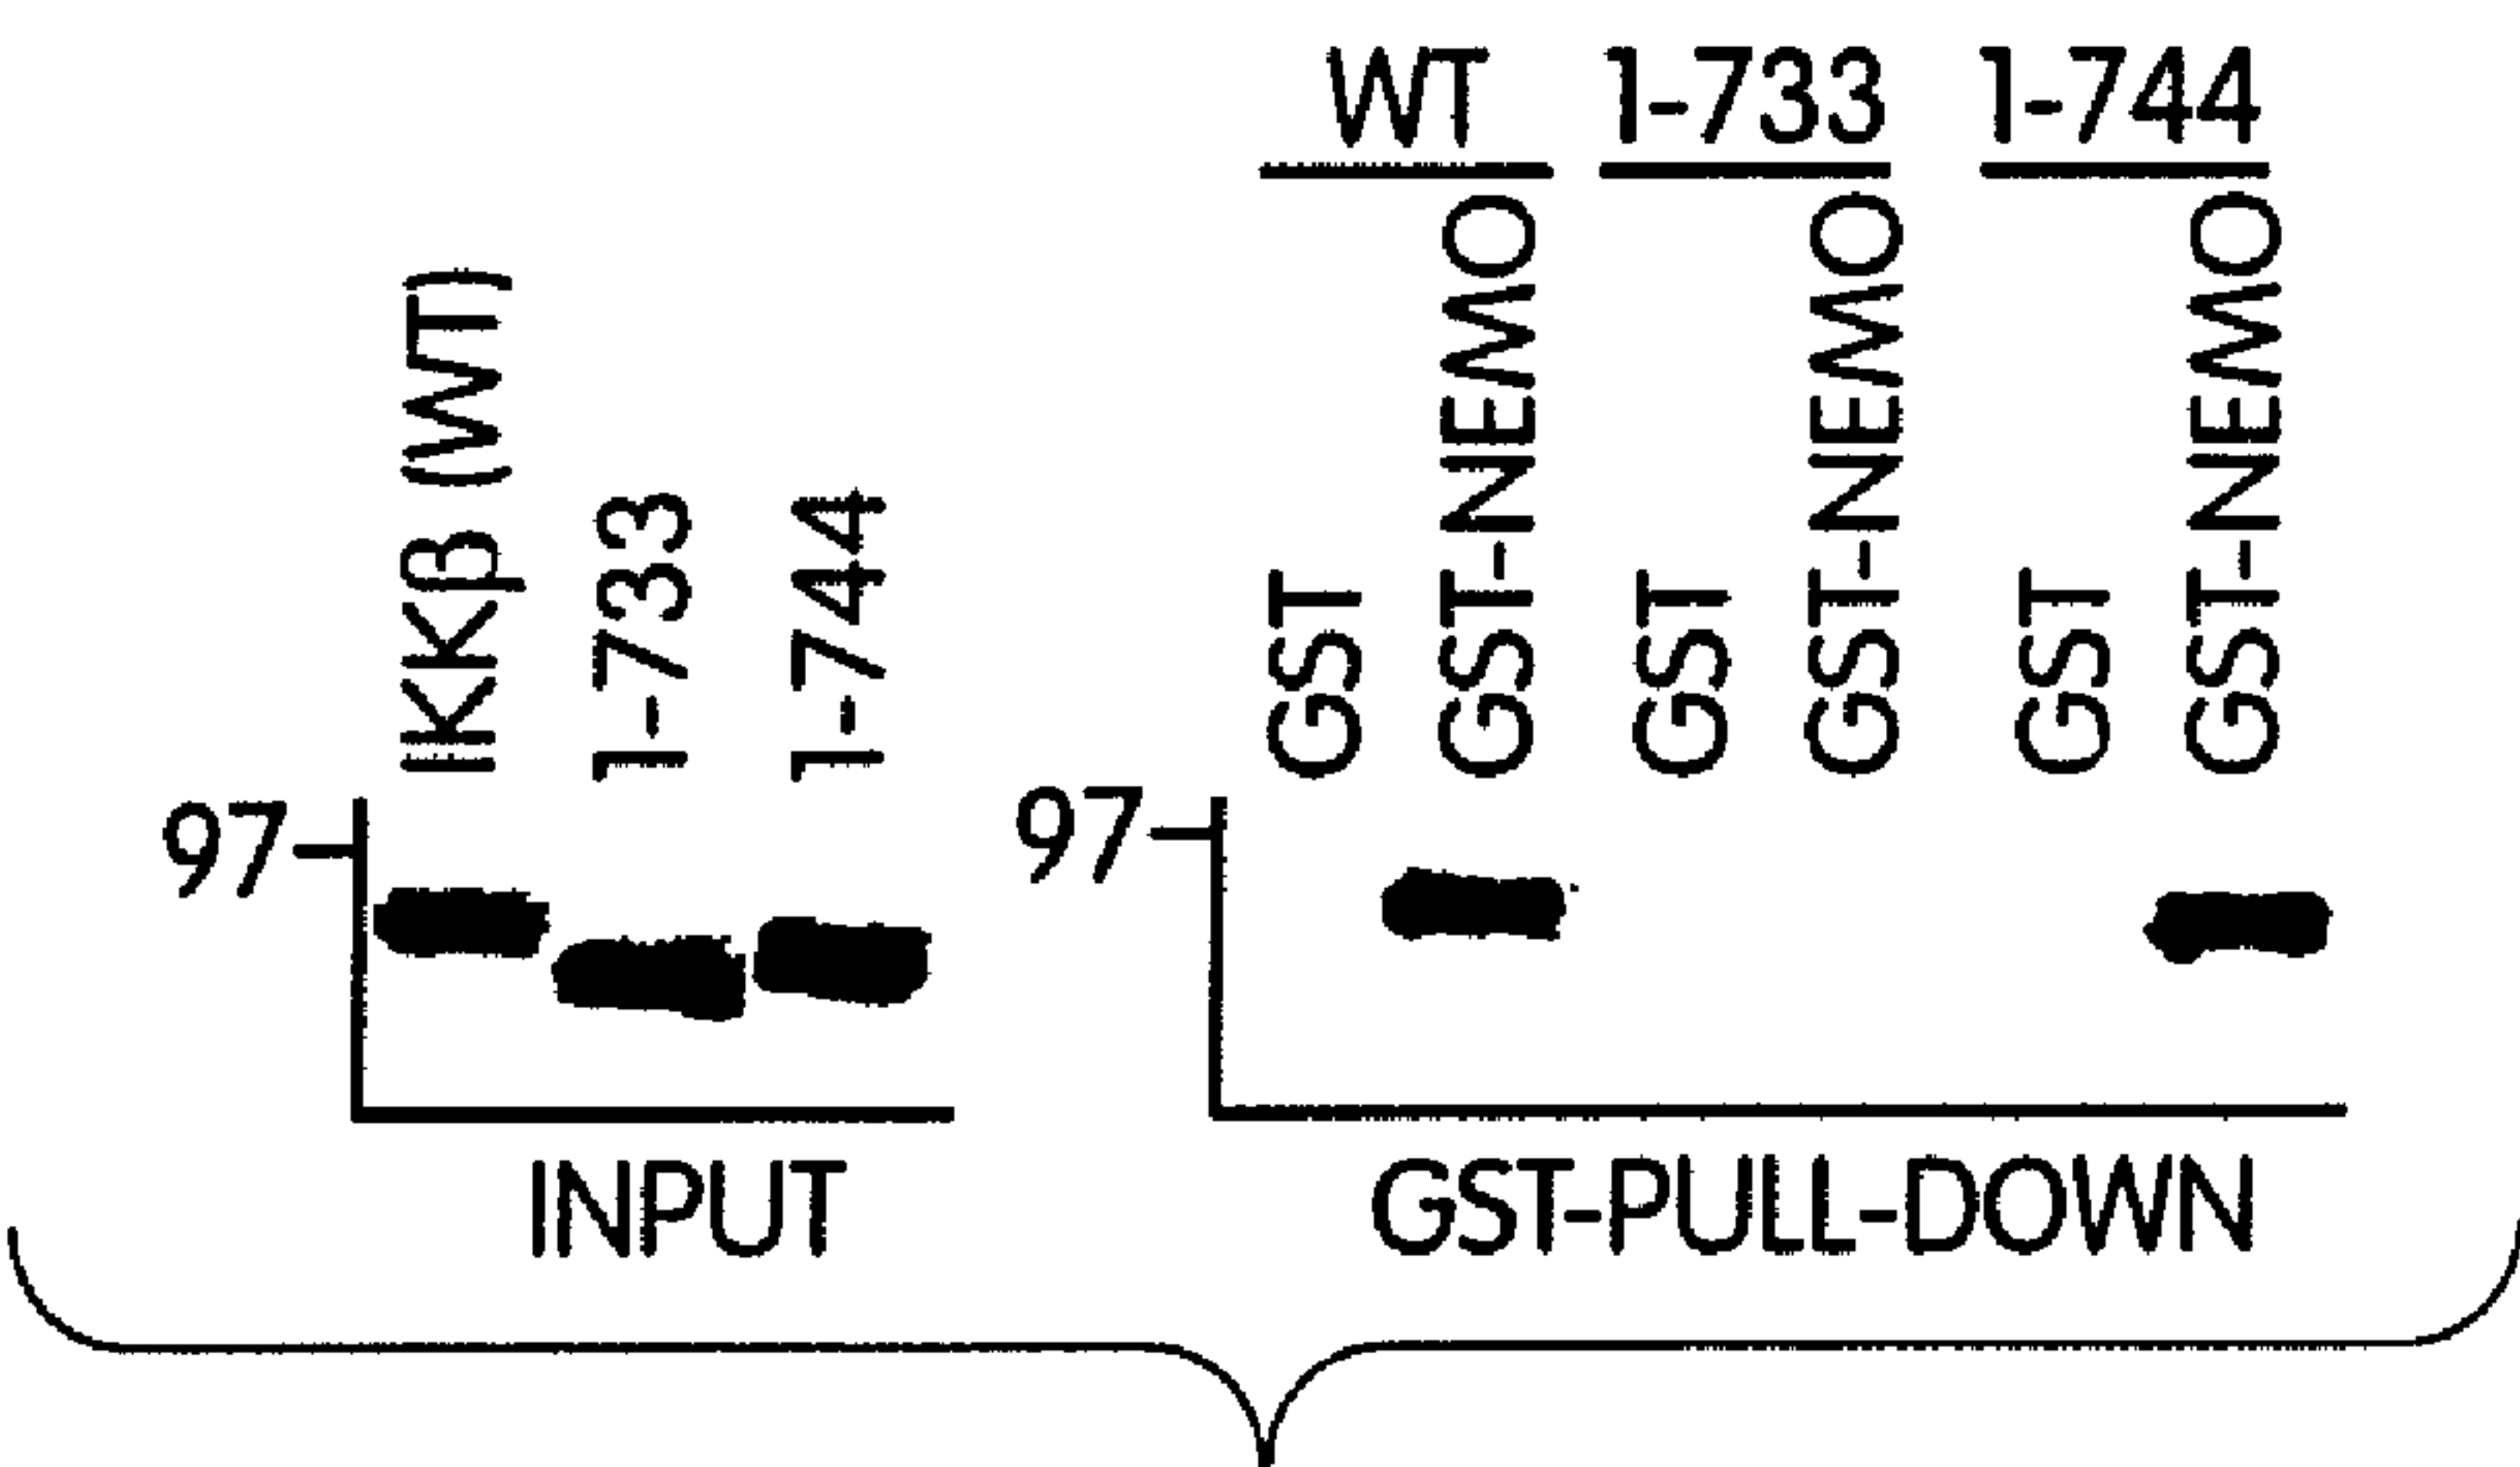 WT 1-733 1-744
IKKβ (WT)
1-733
1-744
GST
GST-NEMO
GST
GST-NEMO
GST
GST-NEMO
97
97
INPUT
GST-PULL-DOWN